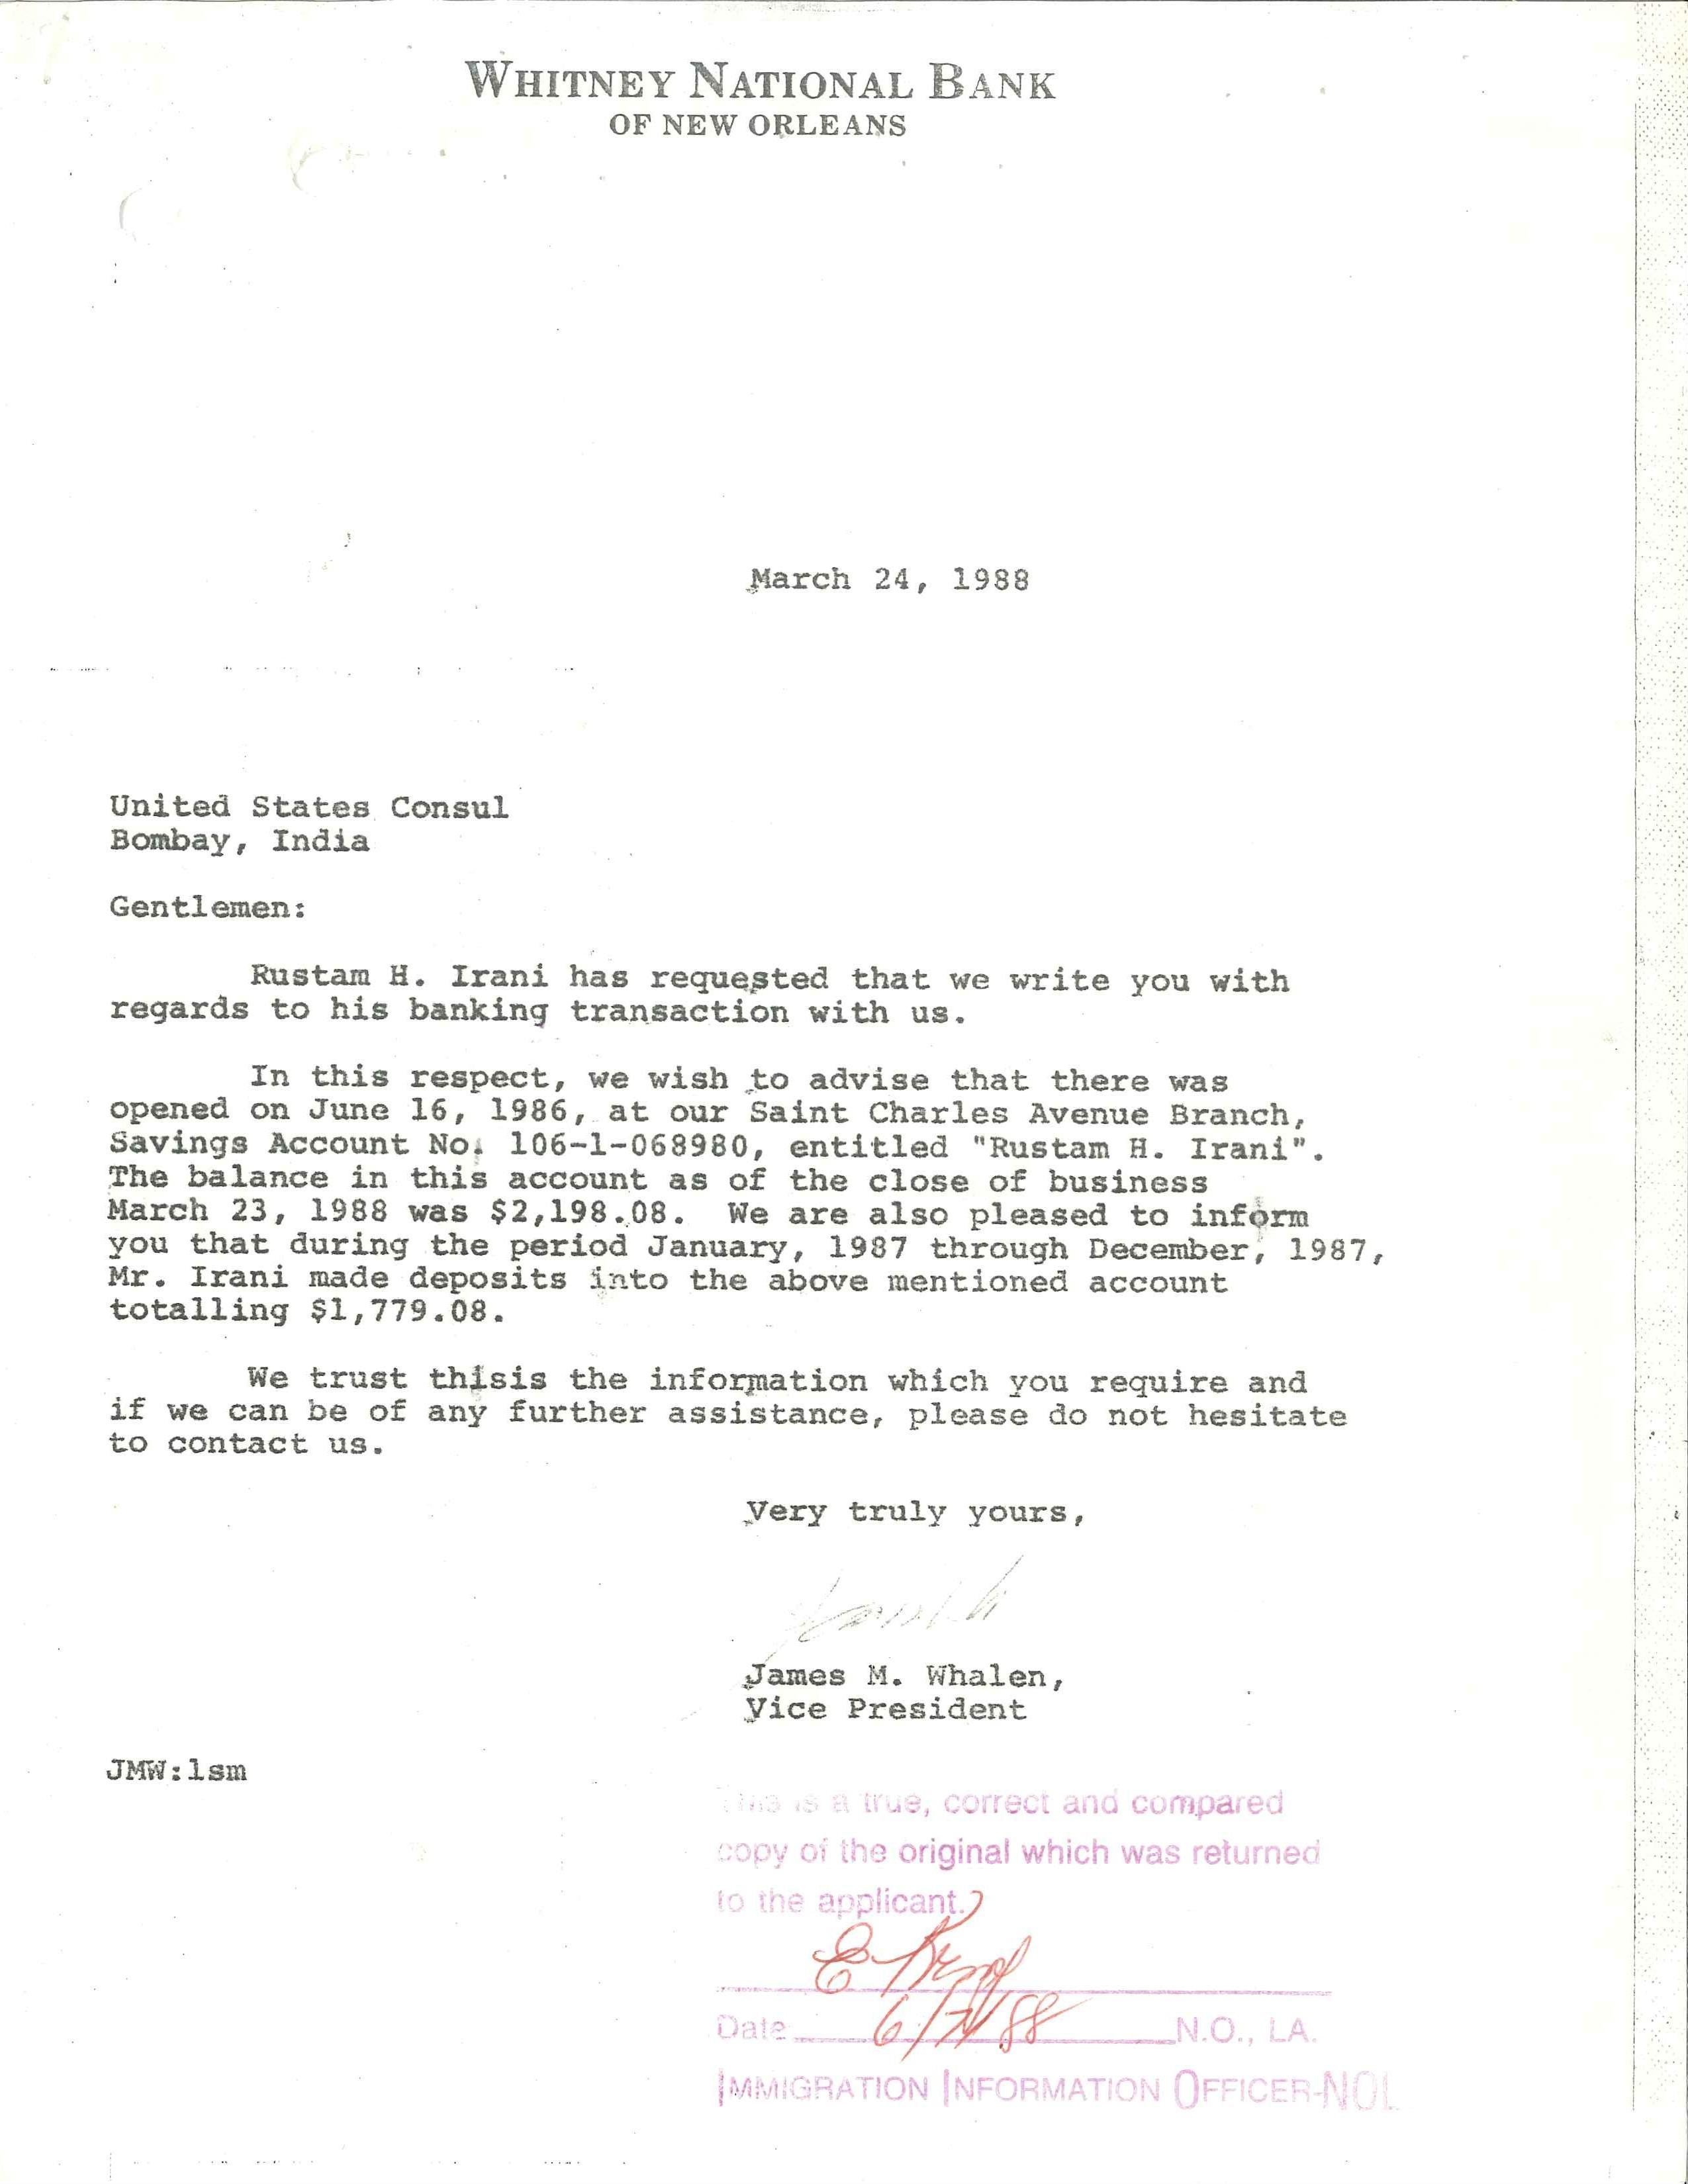 WHITNEY NATIONAL BANK
OF NEW ORLEANS
March 24, 1988
United States Consul
Bombay, India
Gentlemen:
Rustam H. Irani has requested that we write you with
regards to his banking transaction with us.
In this respect, we wish to advise that there was
opened on June 16, 1986, at our Saint Charles Avenue Branch,
Savings Account No. 106-1-068980, entitled "Rustam H. Irani".
The balance in this account as of the close of business
March 23, 1988 was $2,198.08. We are also pleased to inform
you that during the period January, 1987 through December, 1987,
Mr. Irani made deposits into the above mentioned account
totalling $1,779.08.
We trust thisis the information which you require and
if we can be of any further assistance, please do not hesitate
to contact us.
Very truly yours,
James M. Whalen,
Vice President
JMW:lsm
This is a true, correct and compared
copy of the original which was returned
to the applicant.
E
Date N.O., LA.
IMMIGRATION INFORMATION OFFICER-NOL